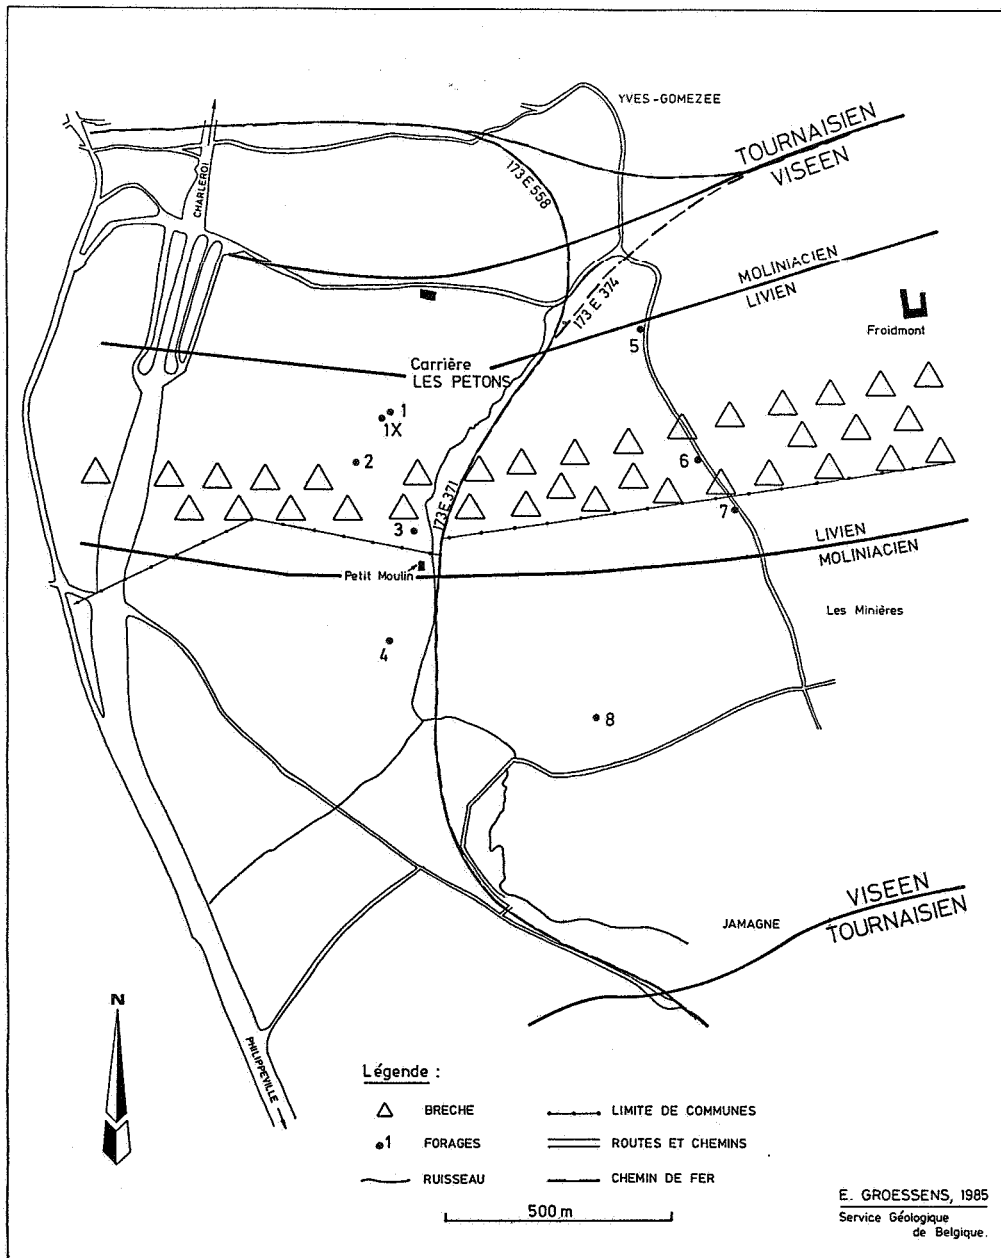 YVES-GOMEZEE
TOURNAISIEN
VISEEN
173 E 558
CHARLEROI
MOLINIACIEN
LIVIEN
173 E 374
Froidmont
5
Carrière
LES PETONS
1
1X
2
6
173 E 371
7
3
LIVIEN
MOLINIACIEN
Petit Moulin
Les Minières
4
8
VISEEN
TOURNAISIEN
JAMAGNE
N
PHILIPPEVILLE
Légende :
BRECHE
LIMITE DE COMMUNES
1 FORAGES
ROUTES ET CHEMINS
RUISSEAU
CHEMIN DE FER
500 m
E. GROESSENS, 1985
Service Géologique
de Belgique.